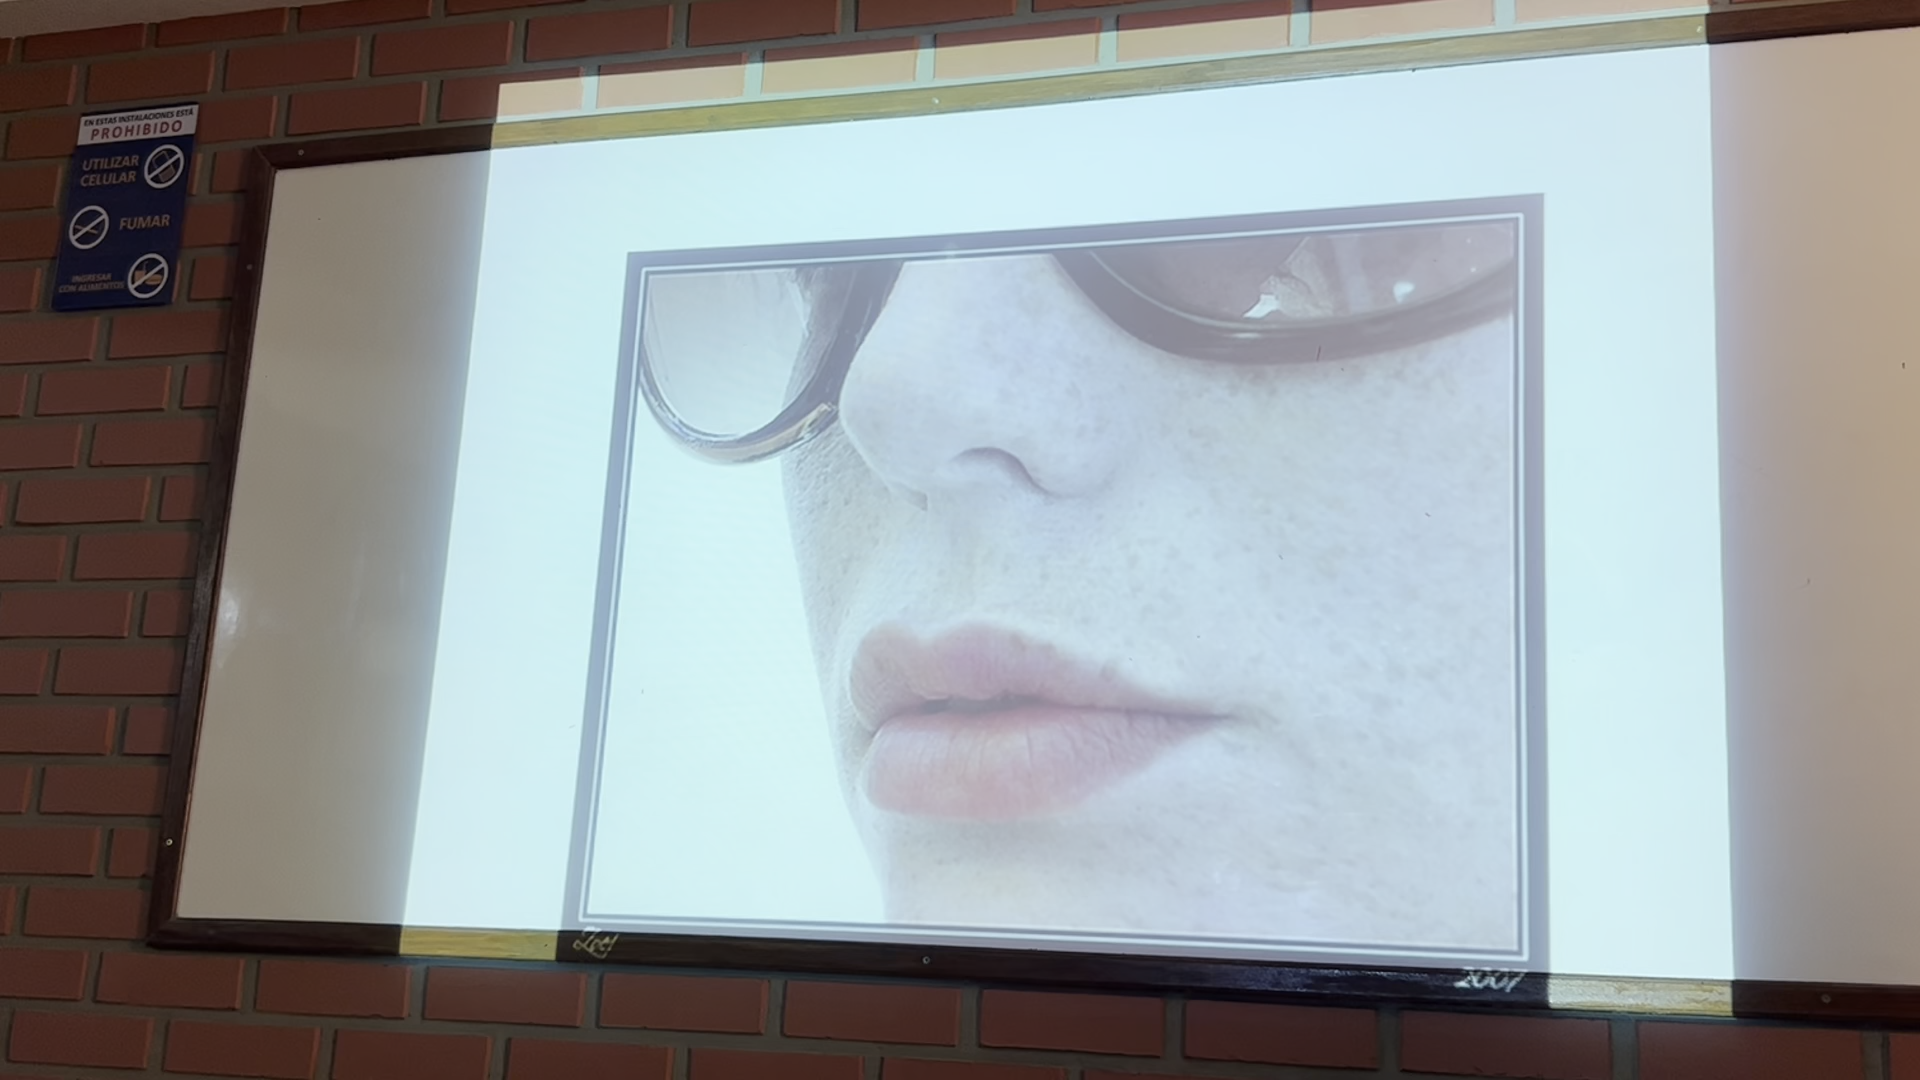 EN ESTAS INSTALACIONES ESTÁ
PROHIBIDO
UTILIZAR
CELULAR
FUMAR
INGRESAR
CON ALIMENTOS
2007